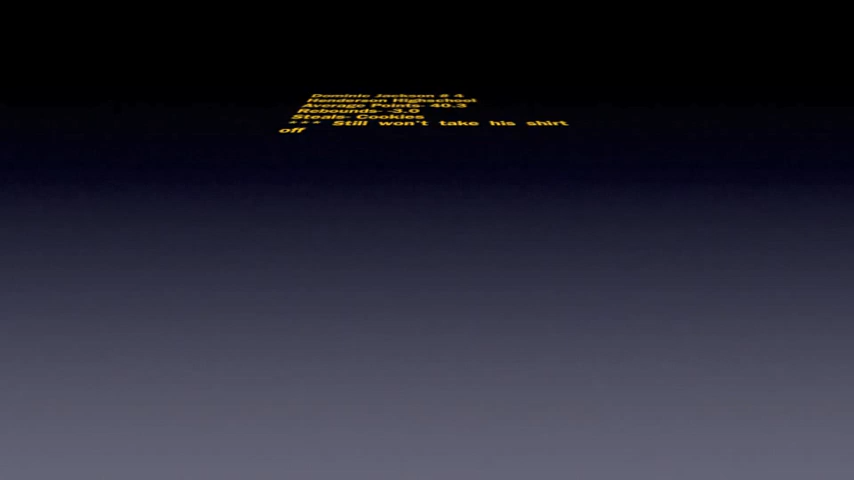 Dominic Jackson # 4
Henderson Highschool
Average Points- 40.3
Rebounds- -3.0
Steals- Cookies
*** Still won't take his shirt
off